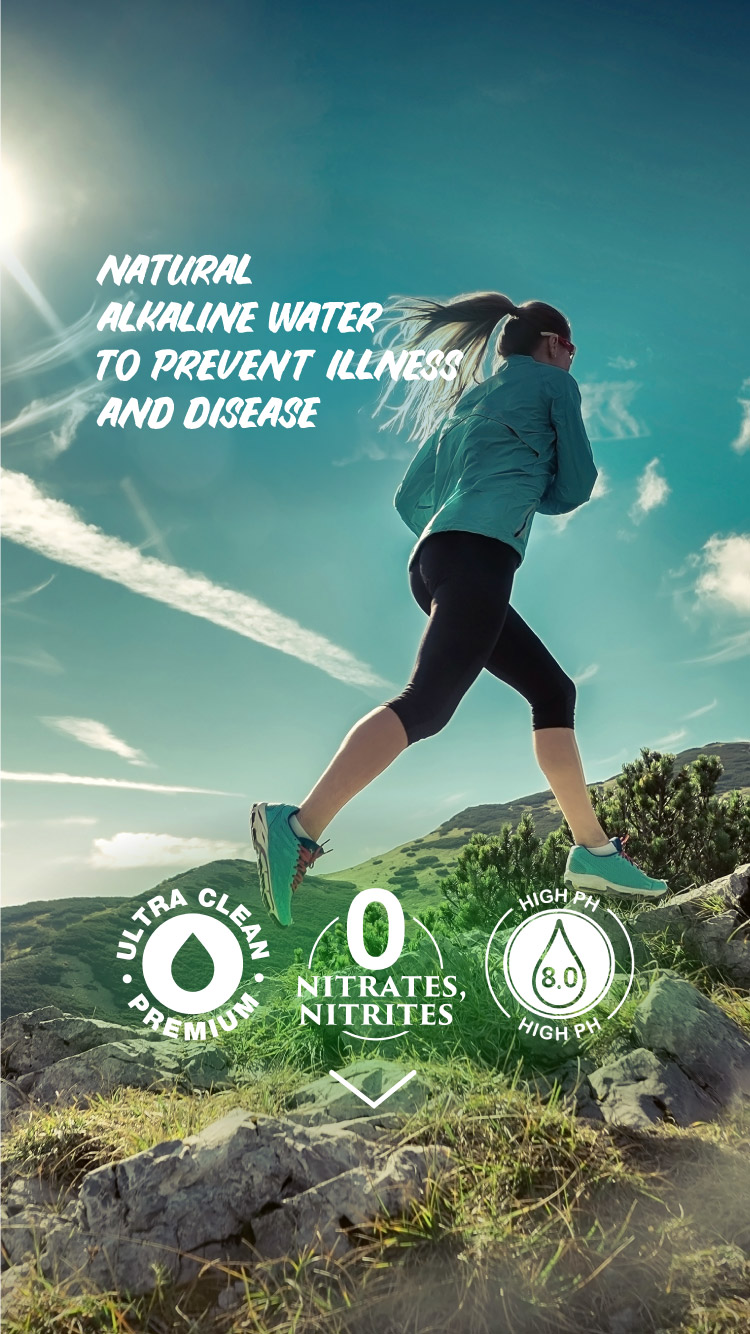 NATURAL
ALKALINE WATER
TO PREVENT ILLNESS
AND DISEASE
ULTRA CLEAN
PREMIUM
0
NITRATES,
NITRITES
HIGH PH
8.0
HIGH PH